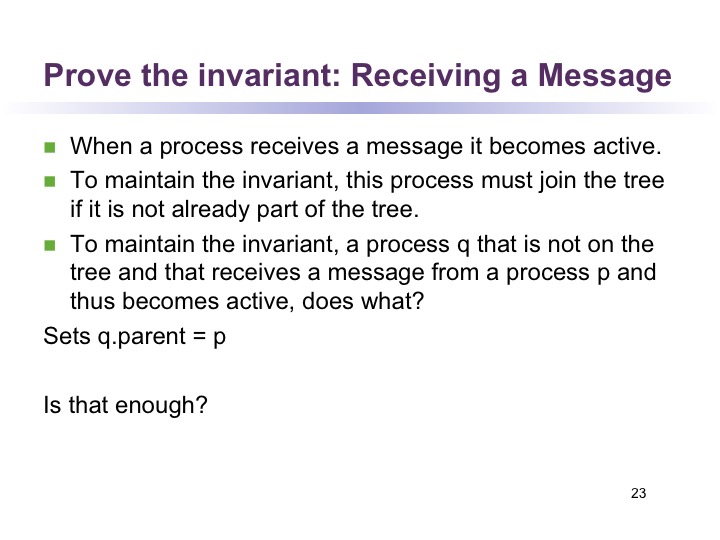 Prove the invariant: Receiving a Message
When a process receives a message it becomes active.
To maintain the invariant, this process must join the tree
if it is not already part of the tree.
To maintain the invariant, a process q that is not on the
tree and that receives a message from a process p and
thus becomes active, does what?
Sets q.parent = p
Is that enough?
23